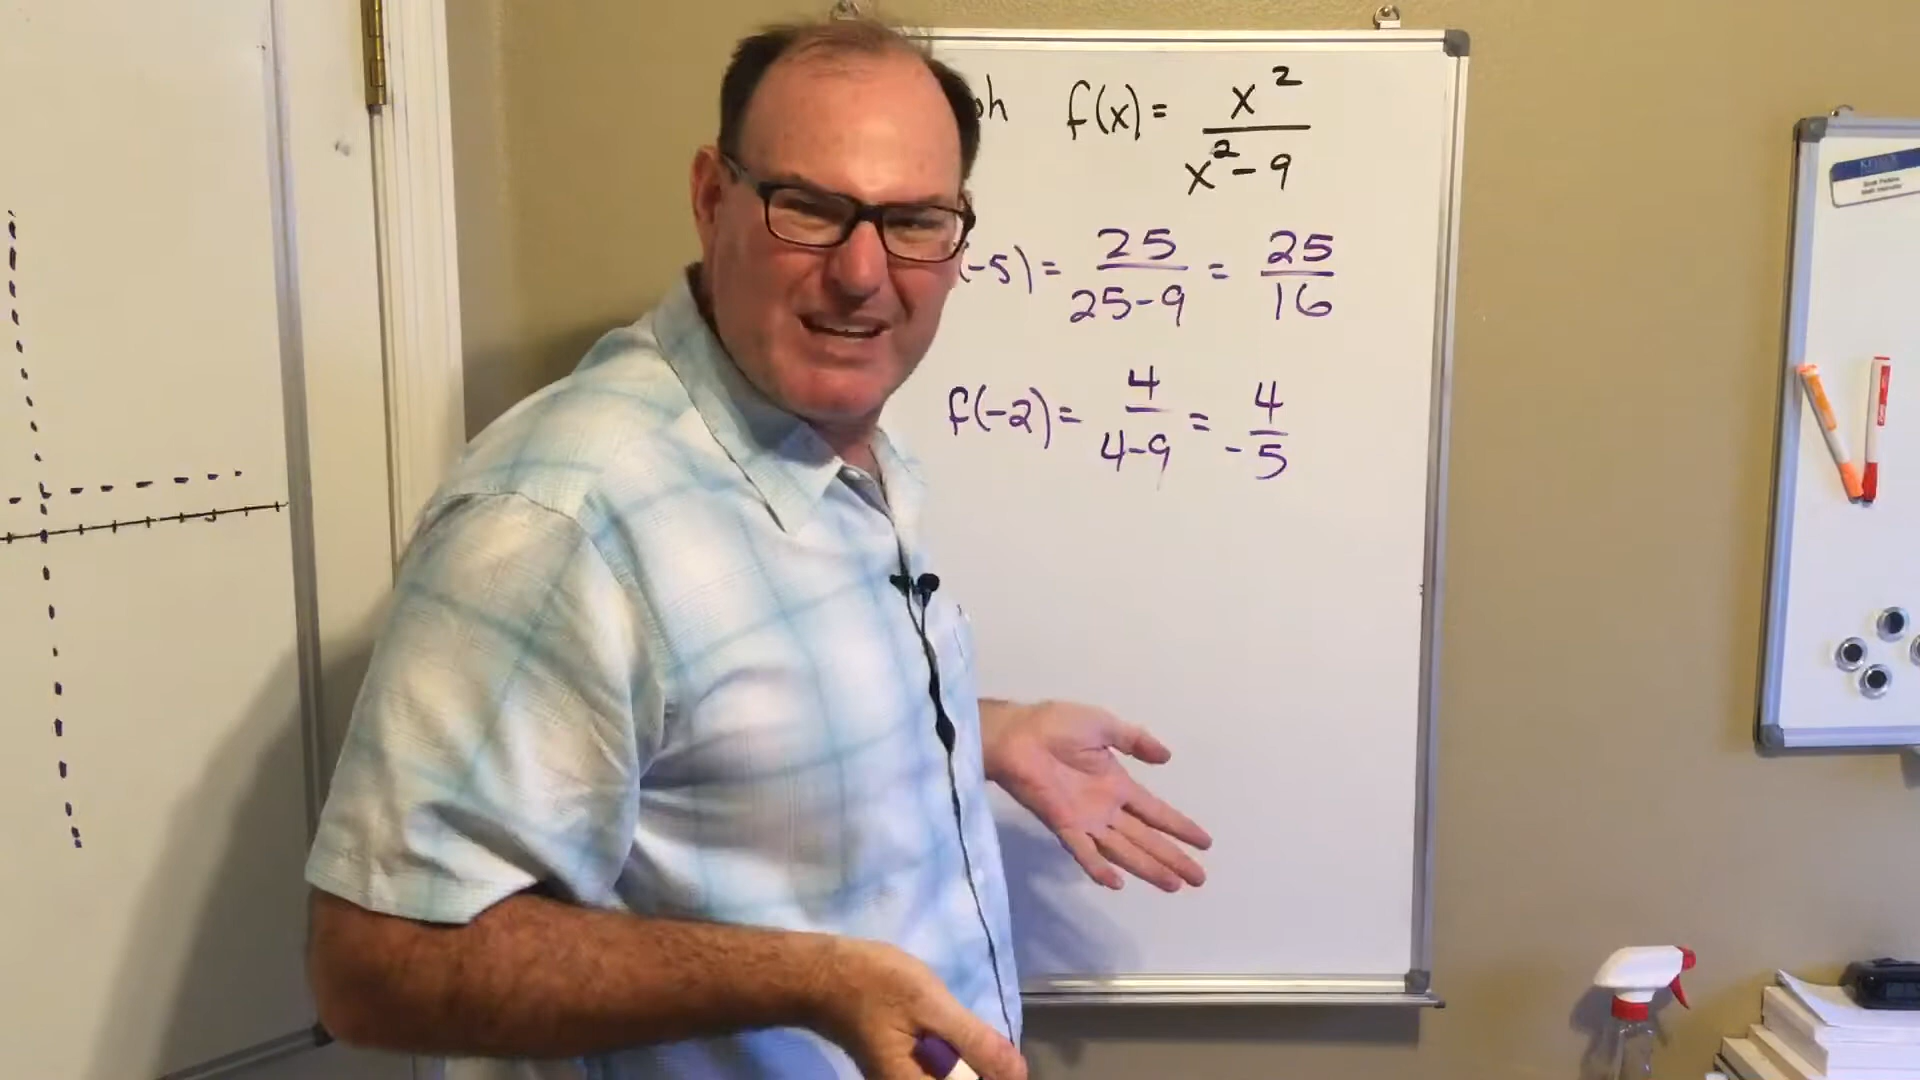 ph f(x) = x² / x² - 9
(-5) = 25 / 25-9 = 25 / 16
f(-2) = 4 / 4-9 = 4 / -5